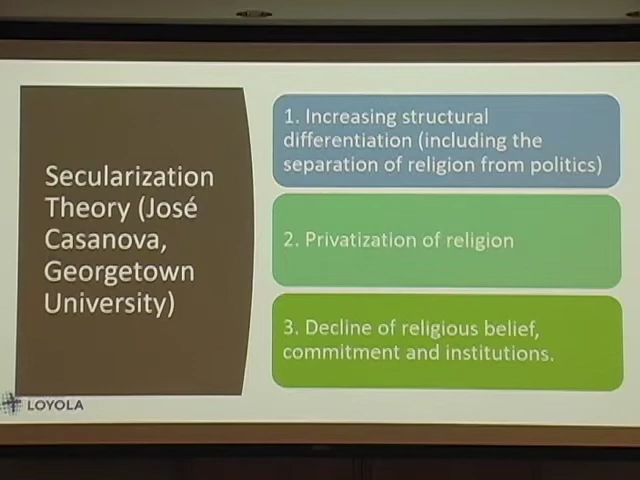 Secularization
Theory (José
Casanova,
Georgetown
University)
1. Increasing structural
differentiation (including the
separation of religion from politics)
2. Privatization of religion
3. Decline of religious belief,
commitment and institutions.
LOYOLA